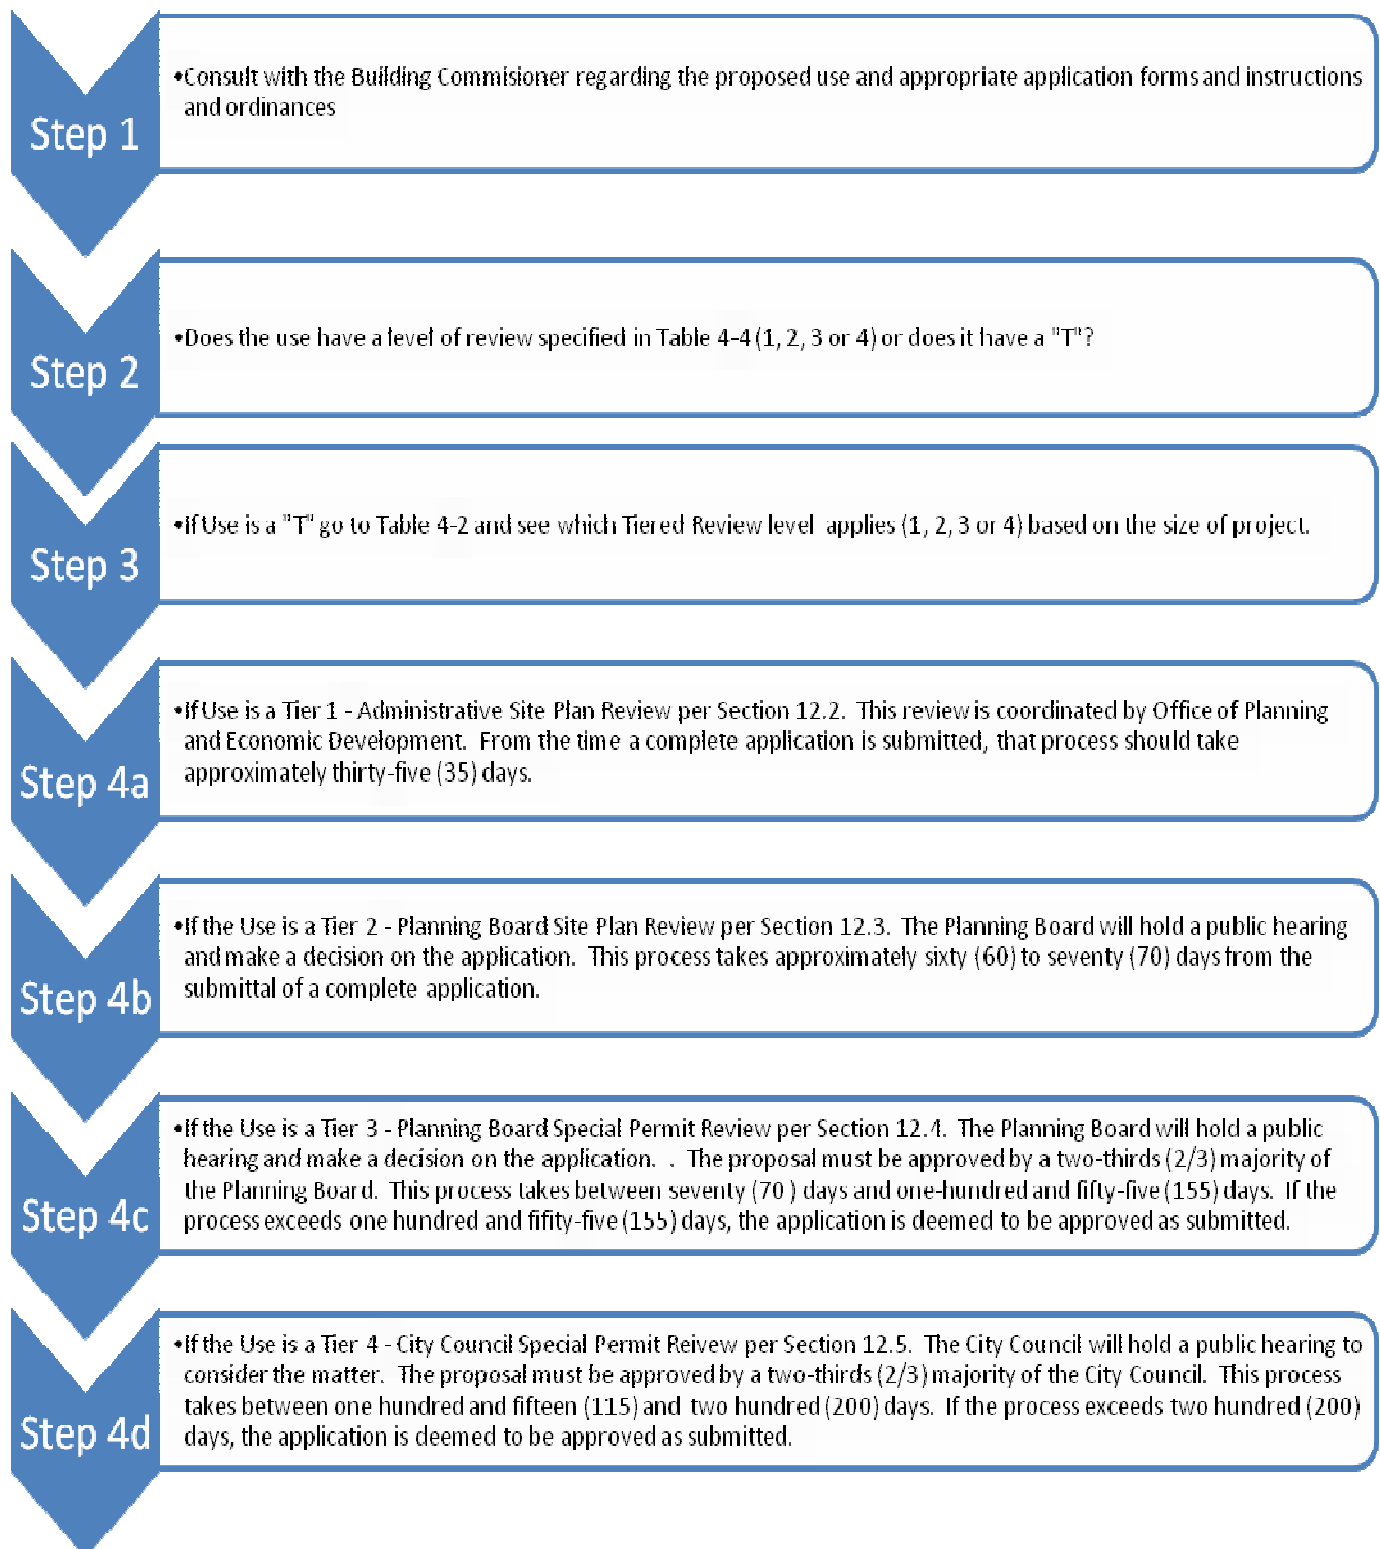 Step 1
•Consult with the Building Commisioner regarding the proposed use and appropriate application forms and instructions
and ordinances
Step 2
•Does the use have a level of review specified in Table 4-4 (1, 2, 3 or 4) or does it have a "T"?
Step 3
•If Use is a "T" go to Table 4-2 and see which Tiered Review level applies (1, 2, 3 or 4) based on the size of project.
Step 4a
•If Use is a Tier 1 - Administrative Site Plan Review per Section 12.2. This review is coordinated by Office of Planning
and Economic Development. From the time a complete application is submitted, that process should take
approximately thirty-five (35) days.
Step 4b
•If the Use is a Tier 2 - Planning Board Site Plan Review per Section 12.3. The Planning Board will hold a public hearing
and make a decision on the application. This process takes approximately sixty (60) to seventy (70) days from the
submittal of a complete application.
Step 4c
•If the Use is a Tier 3 - Planning Board Special Permit Review per Section 12.4. The Planning Board will hold a public
hearing and make a decision on the application. . The proposal must be approved by a two-thirds (2/3) majority of
the Planning Board. This process takes between seventy (70 ) days and one-hundred and fifty-five (155) days. If the
process exceeds one hundred and fifity-five (155) days, the application is deemed to be approved as submitted.
Step 4d
•If the Use is a Tier 4 - City Council Special Permit Reivew per Section 12.5. The City Council will hold a public hearing to
consider the matter. The proposal must be approved by a two-thirds (2/3) majority of the City Council. This process
takes between one hundred and fifteen (115) and two hundred (200) days. If the process exceeds two hundred (200)
days, the application is deemed to be approved as submitted.